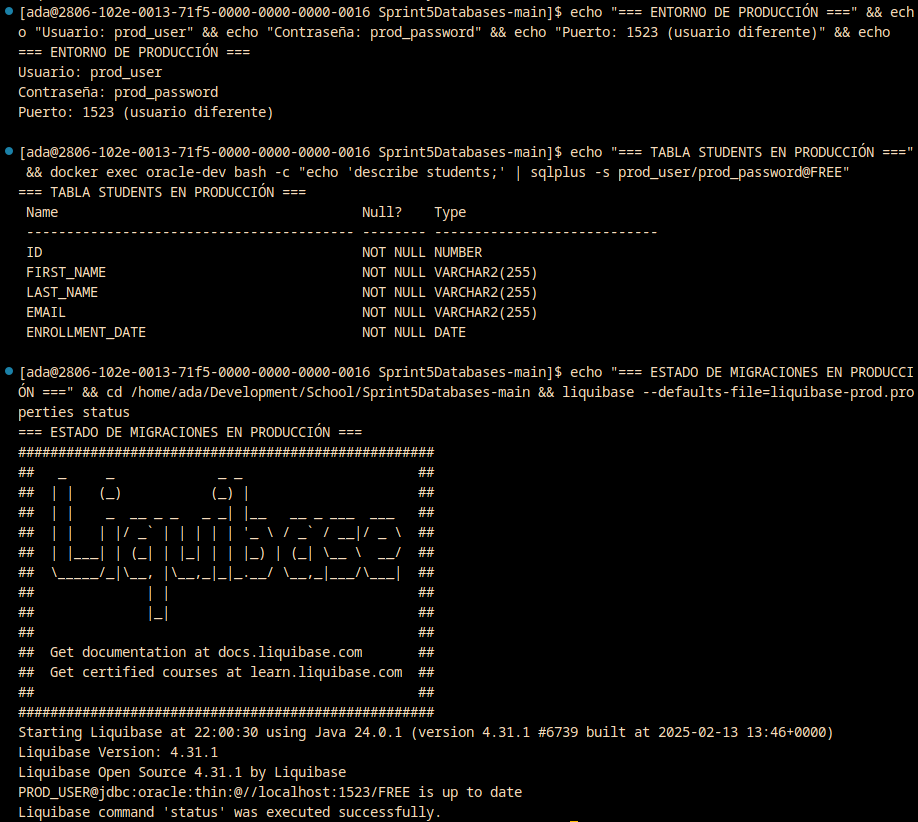 [ada@2806-102e-0013-71f5-0000-0000-0000-0016 Sprint5Databases-main]$ echo "=== ENTORNO DE PRODUCCIÓN ===" && ech
o "Usuario: prod_user" && echo "Contraseña: prod_password" && echo "Puerto: 1523 (usuario diferente)" && echo
=== ENTORNO DE PRODUCCIÓN ===
Usuario: prod_user
Contraseña: prod_password
Puerto: 1523 (usuario diferente)

[ada@2806-102e-0013-71f5-0000-0000-0000-0016 Sprint5Databases-main]$ echo "=== TABLA STUDENTS EN PRODUCCIÓN ==="
 && docker exec oracle-dev bash -c "echo 'describe students;' | sqlplus -s prod_user/prod_password@FREE"
=== TABLA STUDENTS EN PRODUCCIÓN ===
 Name                                      Null?    Type
 ----------------------------------------- -------- ----------------------------
 ID                                        NOT NULL NUMBER
 FIRST_NAME                                NOT NULL VARCHAR2(255)
 LAST_NAME                                 NOT NULL VARCHAR2(255)
 EMAIL                                     NOT NULL VARCHAR2(255)
 ENROLLMENT_DATE                           NOT NULL DATE

[ada@2806-102e-0013-71f5-0000-0000-0000-0016 Sprint5Databases-main]$ echo "=== ESTADO DE MIGRACIONES EN PRODUCCI
ÓN ===" && cd /home/ada/Development/School/Sprint5Databases-main && liquibase --defaults-file=liquibase-prod.pro
perties status
=== ESTADO DE MIGRACIONES EN PRODUCCIÓN ===
####################################################
##   _     _             _ _                      ##
##  | |   (_)           (_) |                     ##
##  | |    _  __ _ _   _ _| |__   __ _ ___  ___   ##
##  | |   | |/ _` | | | | | '_ \ / _` / __|/ _ \  ##
##  | |___| | (_| | |_| | | |_) | (_| \__ \  __/  ##
##  \_____/_|\__, |\__,_|_|_.__/ \__,_|___/\___|  ##
##              | |                               ##
##              |_|                               ##
##                                                ##
##  Get documentation at docs.liquibase.com       ##
##  Get certified courses at learn.liquibase.com  ##
##                                                ##
####################################################
Starting Liquibase at 22:00:30 using Java 24.0.1 (version 4.31.1 #6739 built at 2025-02-13 13:46+0000)
Liquibase Version: 4.31.1
Liquibase Open Source 4.31.1 by Liquibase
PROD_USER@jdbc:oracle:thin:@//localhost:1523/FREE is up to date
Liquibase command 'status' was executed successfully.